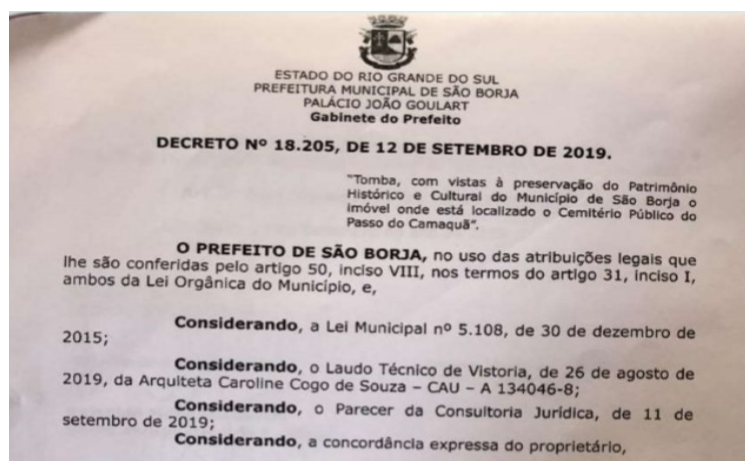 ESTADO DO RIO GRANDE DO SUL
PREFEITURA MUNICIPAL DE SÃO BORJA
PALÁCIO JOÃO GOULART
Gabinete do Prefeito
DECRETO Nº 18.205, DE 12 DE SETEMBRO DE 2019.
"Tomba, com vistas à preservação do Patrimônio
Histórico e Cultural do Município de São Borja o
imóvel onde está localizado o Cemitério Público do
Passo do Camaquã".
O PREFEITO DE SÃO BORJA, no uso das atribuições legais que
lhe são conferidas pelo artigo 50, inciso VIII, nos termos do artigo 31, inciso I,
ambos da Lei Orgânica do Município, e,
Considerando, a Lei Municipal nº 5.108, de 30 de dezembro de
2015;
Considerando, o Laudo Técnico de Vistoria, de 26 de agosto de
2019, da Arquiteta Caroline Cogo de Souza – CAU – A 134046-8;
Considerando, o Parecer da Consultoria Jurídica, de 11 de
setembro de 2019;
Considerando, a concordância expressa do proprietário,